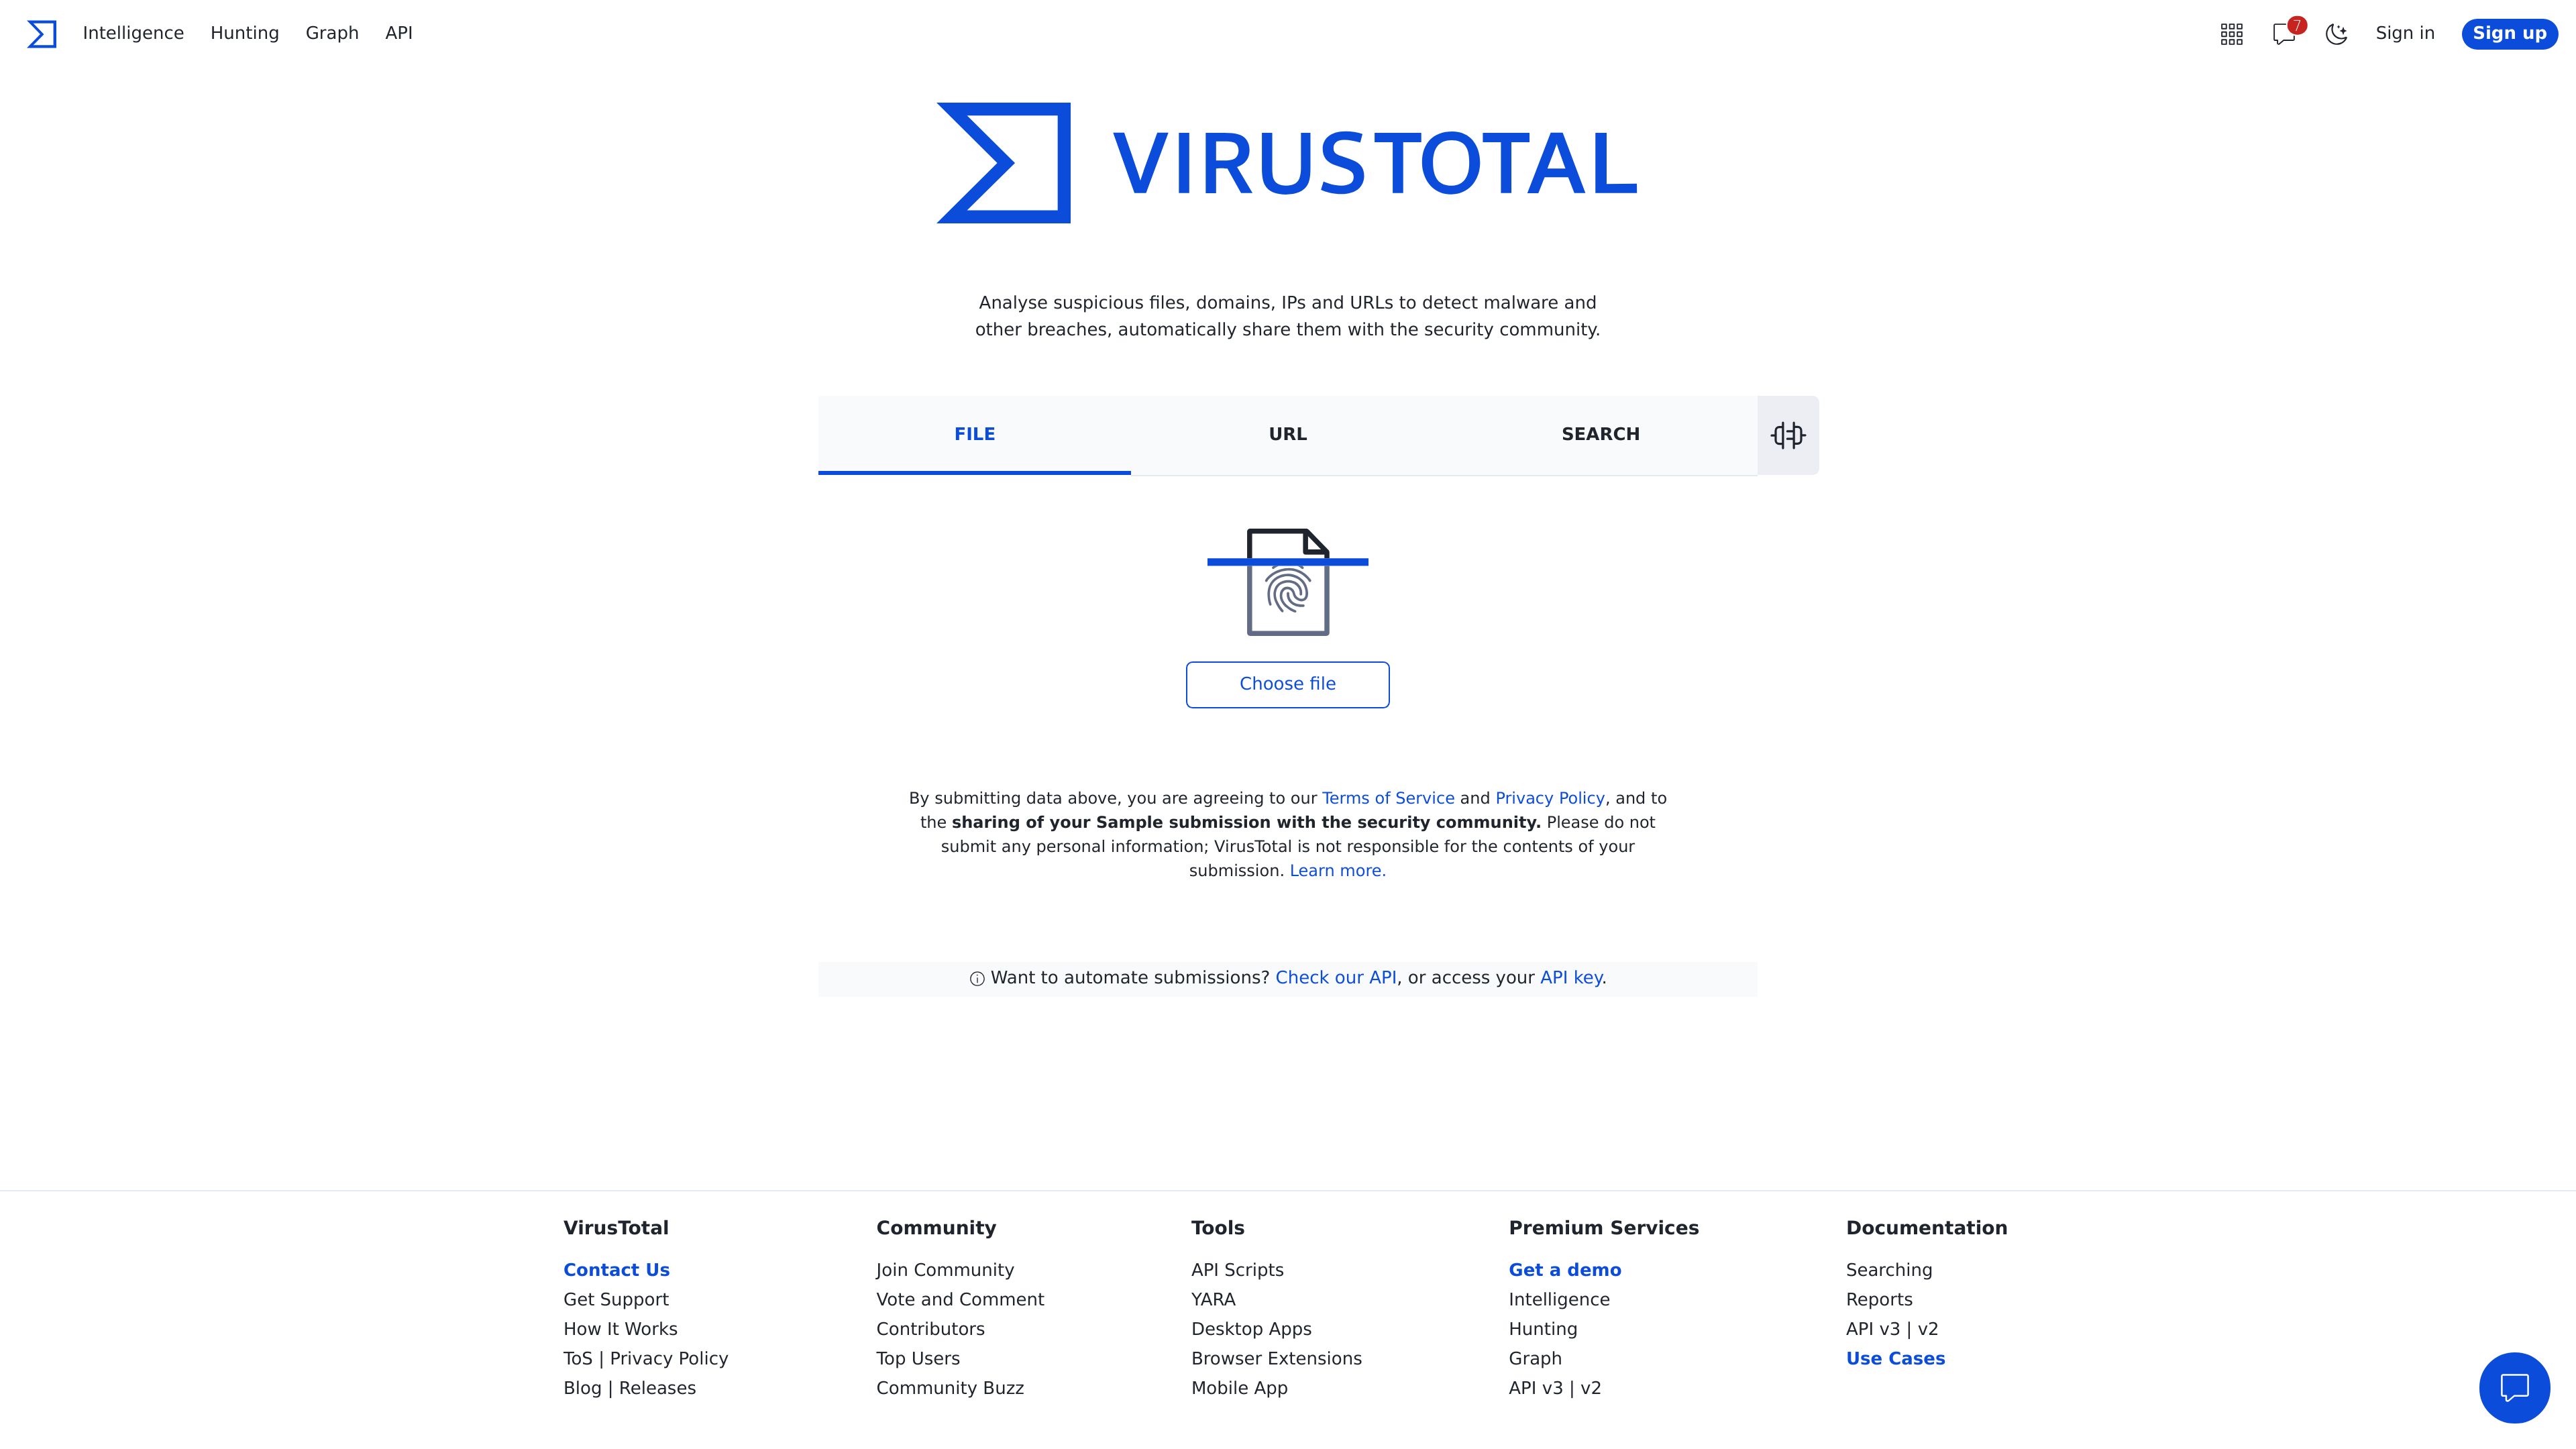 Intelligence Hunting Graph API
7
Sign in
Sign up
VIRUSTOTAL
Analyse suspicious files, domains, IPs and URLs to detect malware and
other breaches, automatically share them with the security community.
FILE
URL
SEARCH
Choose file
By submitting data above, you are agreeing to our Terms of Service and Privacy Policy, and to
the sharing of your Sample submission with the security community. Please do not
submit any personal information; VirusTotal is not responsible for the contents of your
submission. Learn more.
Want to automate submissions? Check our API, or access your API key.
VirusTotal
Contact Us
Get Support
How It Works
ToS | Privacy Policy
Blog | Releases
Community
Join Community
Vote and Comment
Contributors
Top Users
Community Buzz
Tools
API Scripts
YARA
Desktop Apps
Browser Extensions
Mobile App
Premium Services
Get a demo
Intelligence
Hunting
Graph
API v3 | v2
Documentation
Searching
Reports
API v3 | v2
Use Cases